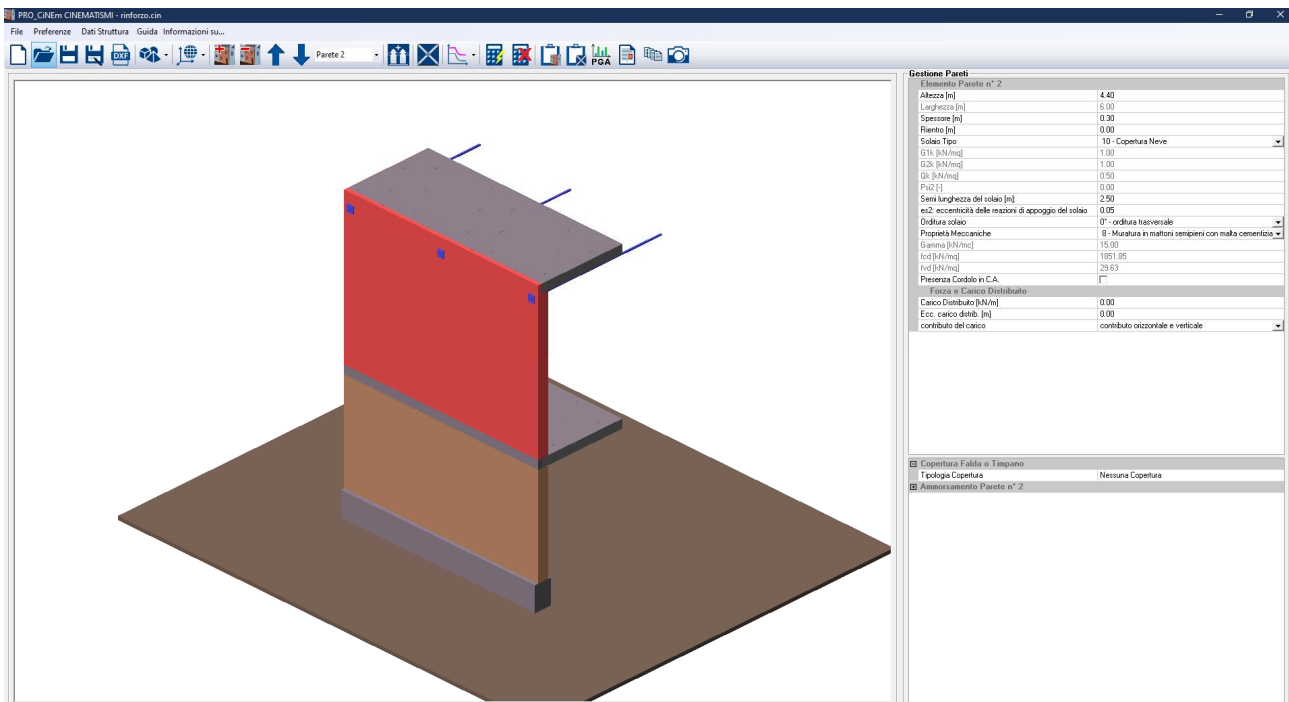 PRO_CiNEm CINEMATISMI - rinforzo.cin
File Preferenze Dati Struttura Guida Informazioni su...
DXF Parete 2 PGA
Gestione Pareti
Elemento Parete n° 2
Altezza [m] 4.40
Larghezza [m] 6.00
Spessore [m] 0.30
Rientro [m] 0.00
Solaio Tipo 10 - Copertura Neve
G1k [kN/mq] 1.00
G2k [kN/mq] 1.00
Qk [kN/mq] 0.50
Psi2 [-] 0.00
Semi lunghezza del solaio [m]: 2.50
es2: eccentricità delle reazioni di appoggio del solaio 0.05
Orditura solaio 0° - orditura trasversale
Proprietà Meccaniche 8 - Muratura in mattoni semipieni con malta cementizia
Gamma [kN/mc] 15.00
fcd [kN/mq] 1851.85
fvd [kN/mq] 29.63
Presenza Cordolo in C.A.
Forza e Carico Distribuito
Carico Distribuito [kN/m] 0.00
Ecc. carico distrib. [m] 0.00
contributo del carico contributo orizzontale e verticale
Copertura Falda o Timpano
Tipologia Copertura Nessuna Copertura
Ammorsamento Parete n° 2